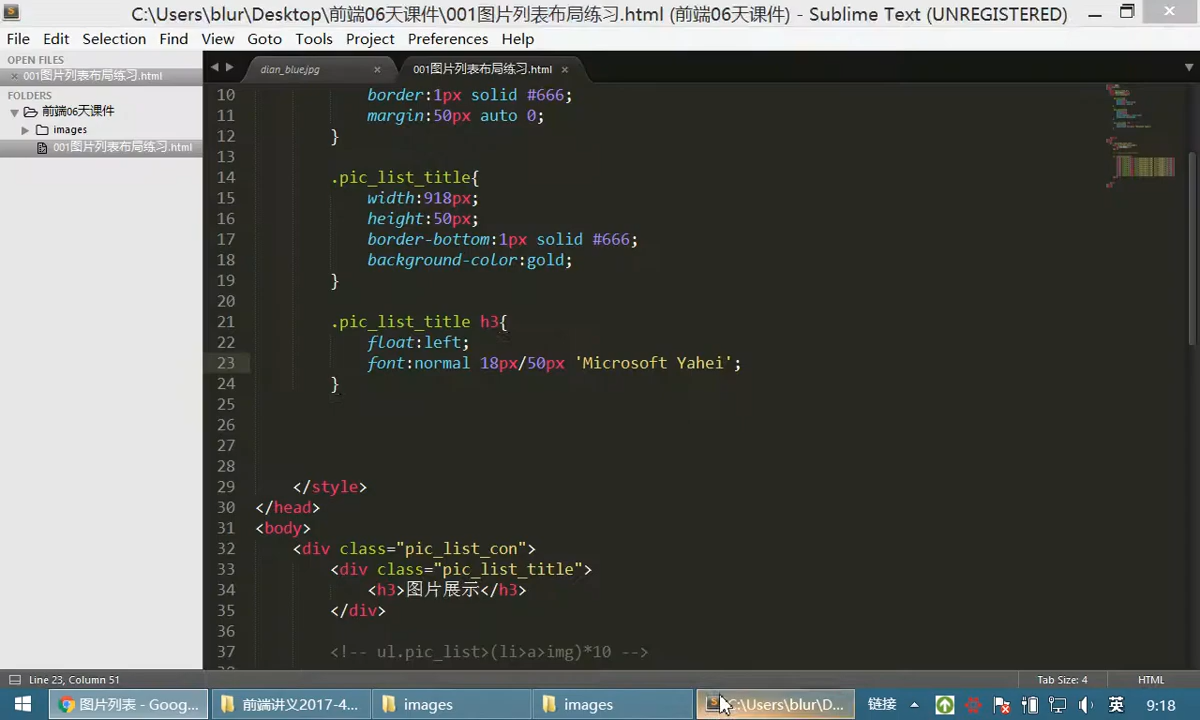 C:\Users\blur\Desktop\前端06天课件\001图片列表布局练习.html (前端06天课件) - Sublime Text (UNREGISTERED)
File Edit Selection Find View Goto Tools Project Preferences Help
OPEN FILES
001图片列表布局练习.html
FOLDERS
前端06天课件
images
001图片列表布局练习.html
dian_blue.jpg
001图片列表布局练习.html
10 border:1px solid #666;
11 margin:50px auto 0;
12 }
13
14 .pic_list_title{
15 width:918px;
16 height:50px;
17 border-bottom:1px solid #666;
18 background-color:gold;
19 }
20
21 .pic_list_title h3{
22 float:left;
23 font:normal 18px/50px 'Microsoft Yahei';
24 }
25
26
27
28
29 </style>
30 </head>
31 <body>
32 <div class="pic_list_con">
33 <div class="pic_list_title">
34 <h3>图片展示</h3>
35 </div>
36
37 <!-- ul.pic_list>(li>a>img)*10 -->
Line 23, Column 51
Tab Size: 4
HTML
图片列表 - Goog...
前端讲义2017-4...
images
images
C:\Users\blur\D...
链接
英
9:18